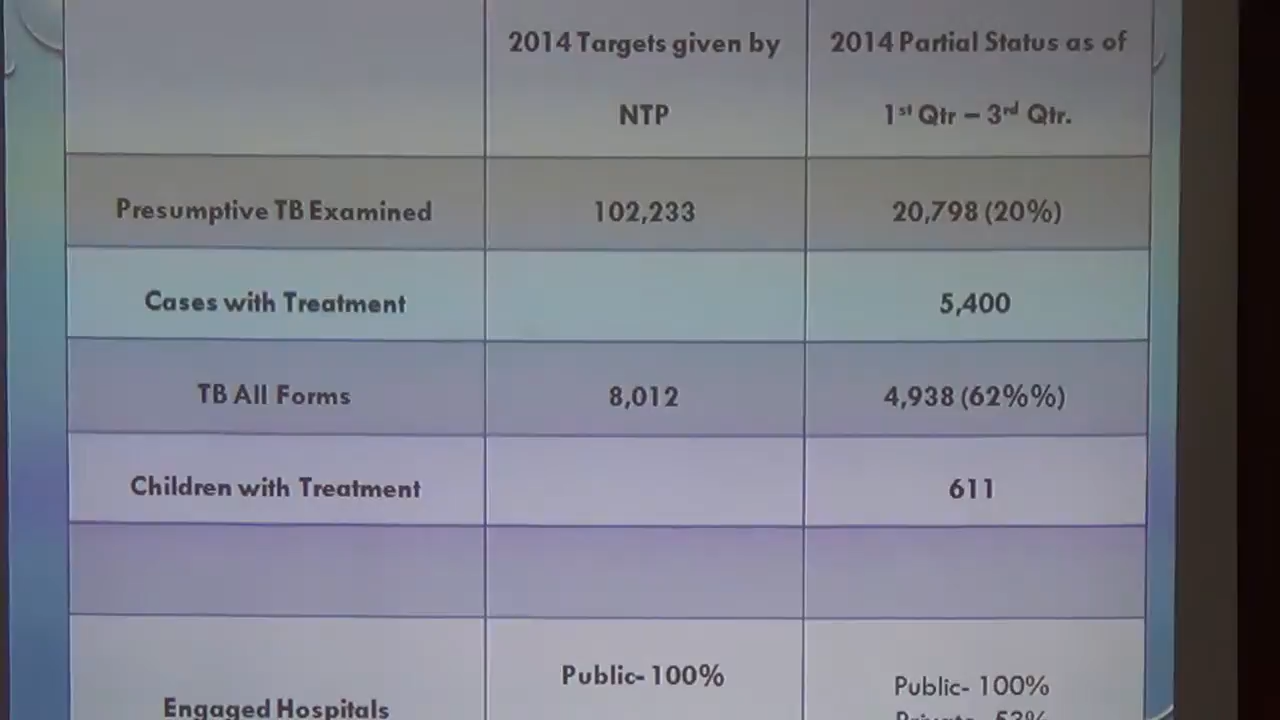 2014 Targets given by
NTP
2014 Partial Status as of
1st Qtr – 3rd Qtr.
Presumptive TB Examined
102,233
20,798 (20%)
Cases with Treatment
5,400
TB All Forms
8,012
4,938 (62%%)
Children with Treatment
611
Engaged Hospitals
Public- 100%
Public- 100%
Private- 53%